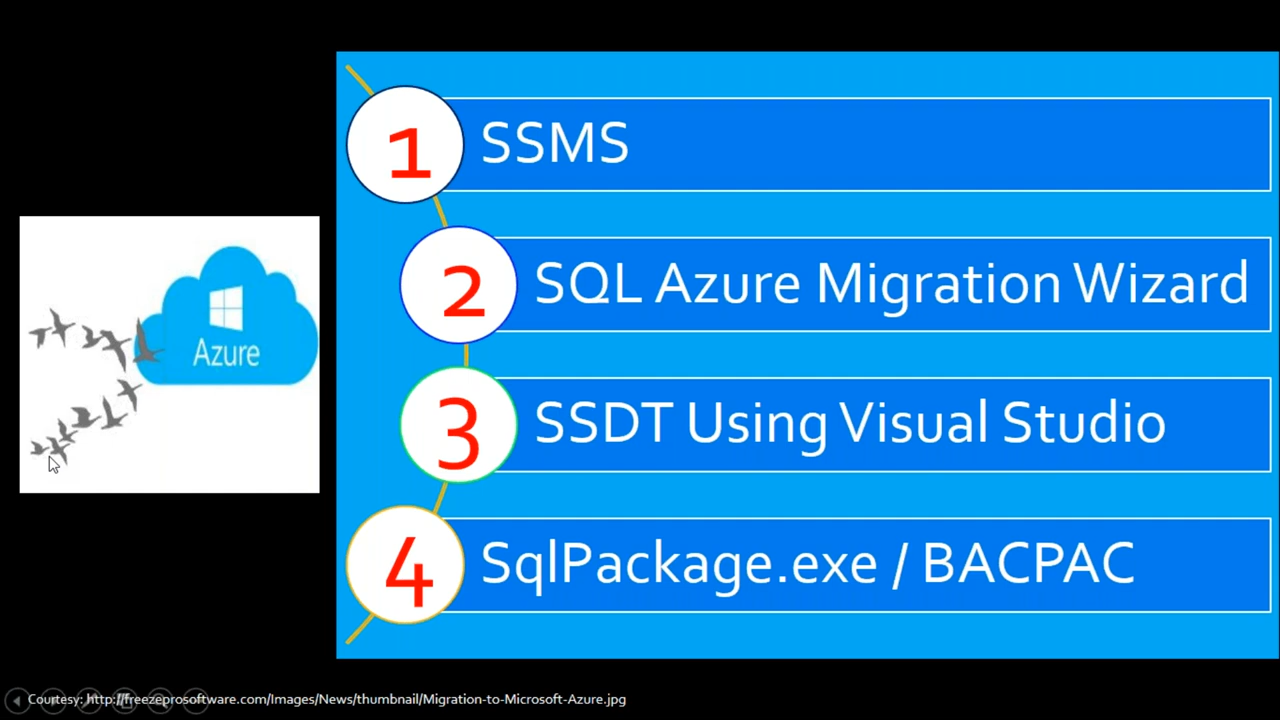 1 SSMS
2 SQL Azure Migration Wizard
Azure
3 SSDT Using Visual Studio
4 SqlPackage.exe / BACPAC
Courtesy: http://freezeprosoftware.com/Images/News/thumbnail/Migration-to-Microsoft-Azure.jpg